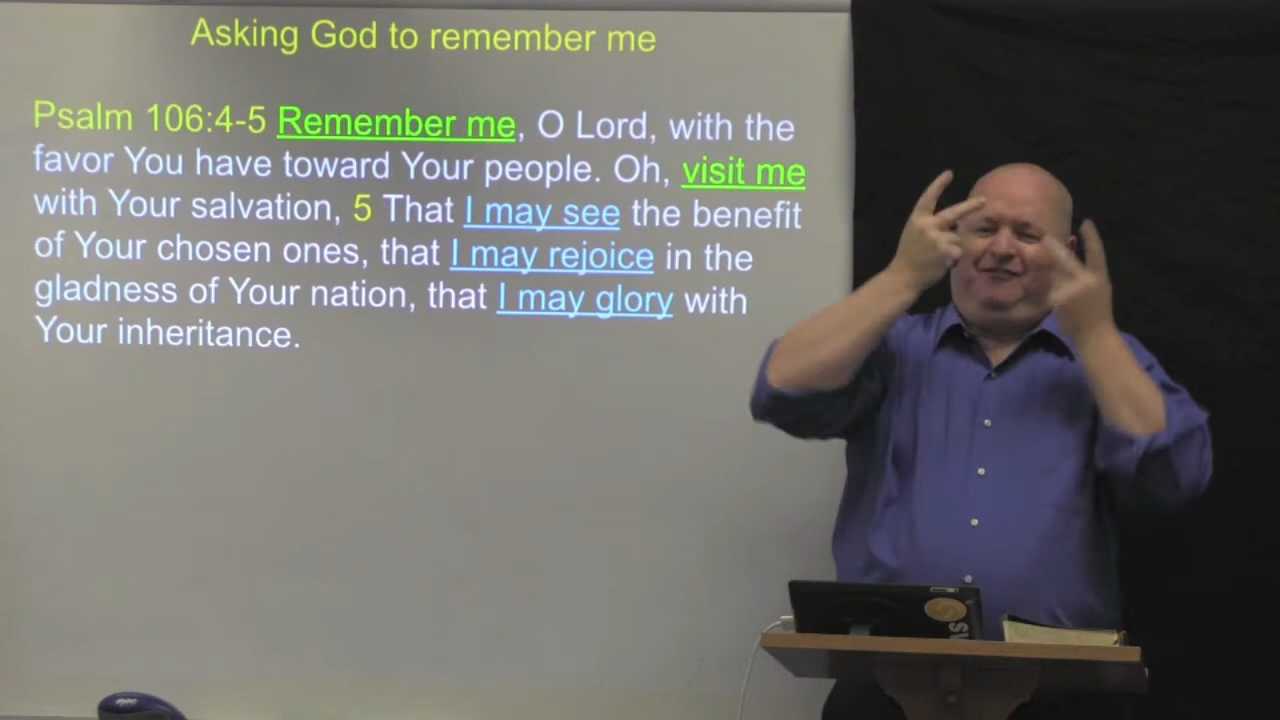 Asking God to remember me
Psalm 106:4-5 Remember me, O Lord, with the
favor You have toward Your people. Oh, visit me
with Your salvation, 5 That I may see the benefit
of Your chosen ones, that I may rejoice in the
gladness of Your nation, that I may glory with
Your inheritance.